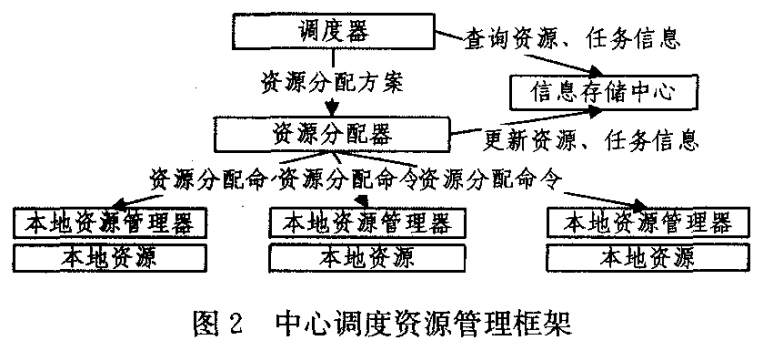 调度器
查询资源、任务信息
资源分配方案
信息存储中心
资源分配器
更新资源、任务信息
资源分配命令 资源分配命令 资源分配命令
本地资源管理器 本地资源管理器 本地资源管理器
本地资源 本地资源 本地资源
图 2 中心调度资源管理框架